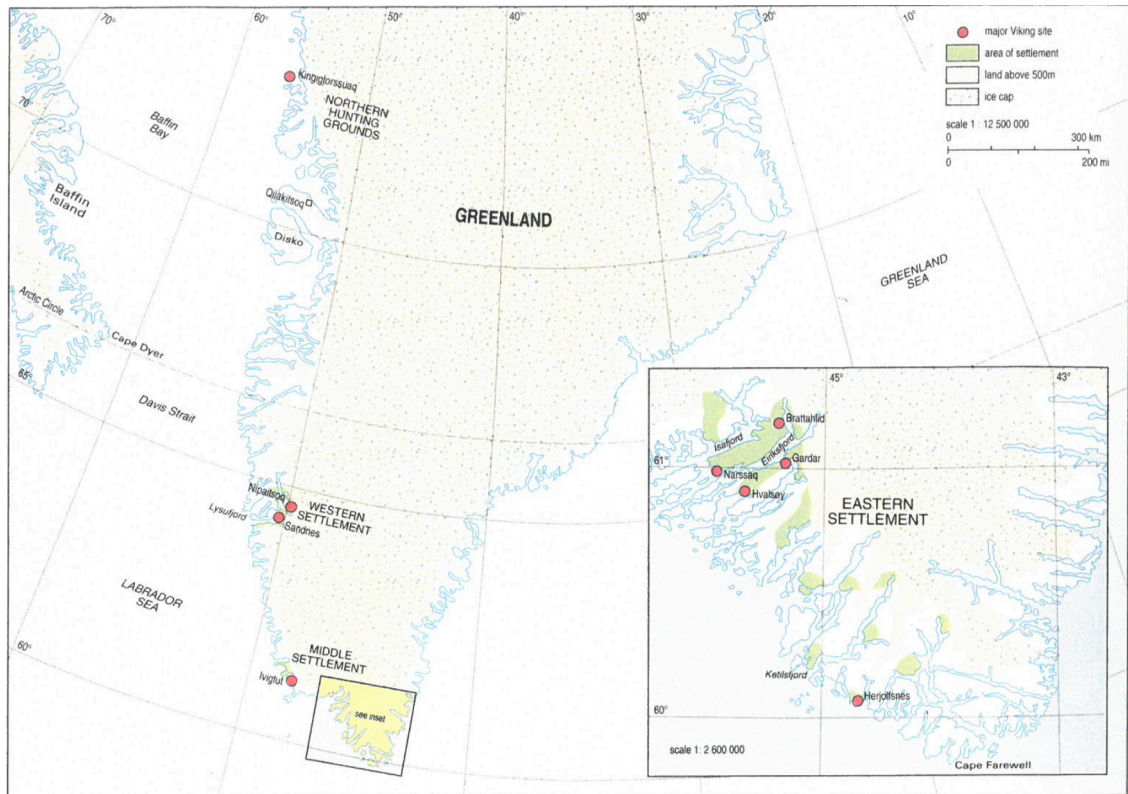 70°
60°
50°
40°
30°
20°
10°
major Viking site
area of settlement
land above 500m
ice cap
scale 1 : 12 500 000
0
300 km
0
200 mi
Kingigtorssuaq
NORTHERN
HUNTING
GROUNDS
70°
Baffin
Bay
Baffin
Island
Qilakitsoq
Disko
GREENLAND
GREENLAND
SEA
Arctic Circle
Cape Dyer
65°
Davis Strait
Nipaitsoq
Lysufjord
WESTERN
SETTLEMENT
Sandnes
LABRADOR
SEA
60°
MIDDLE
SETTLEMENT
Ivigtut
see inset
45°
43°
Brattahlid
Isafjord
Eiriksfjord
61°
Gardar
Narssaq
Hvalsøy
EASTERN
SETTLEMENT
Ketilsfjord
Herjolfsnes
60°
scale 1: 2 600 000
Cape Farewell